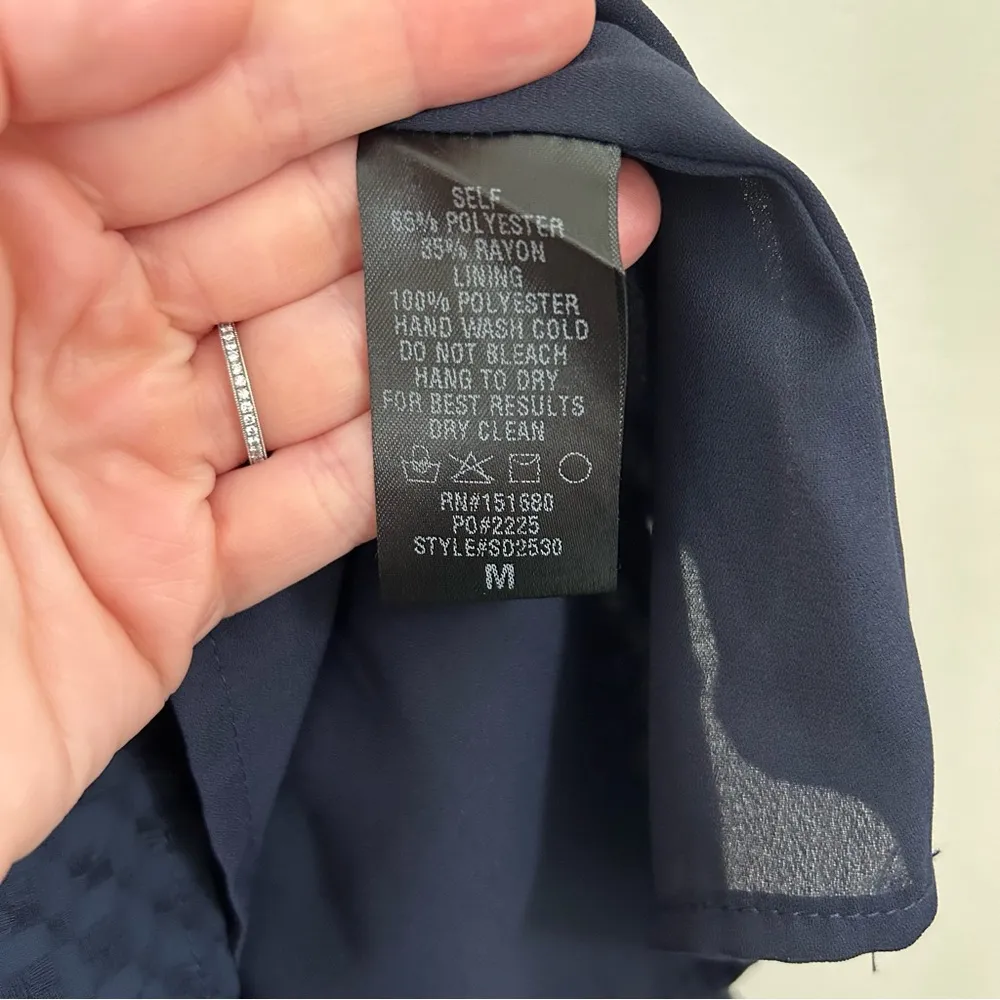 SELF
65% POLYESTER
35% RAYON
LINING
100% POLYESTER
HAND WASH COLD
DO NOT BLEACH
HANG TO DRY
FOR BEST RESULTS
DRY CLEAN
RN#151680
PO#2225
STYLE#SD2530
M